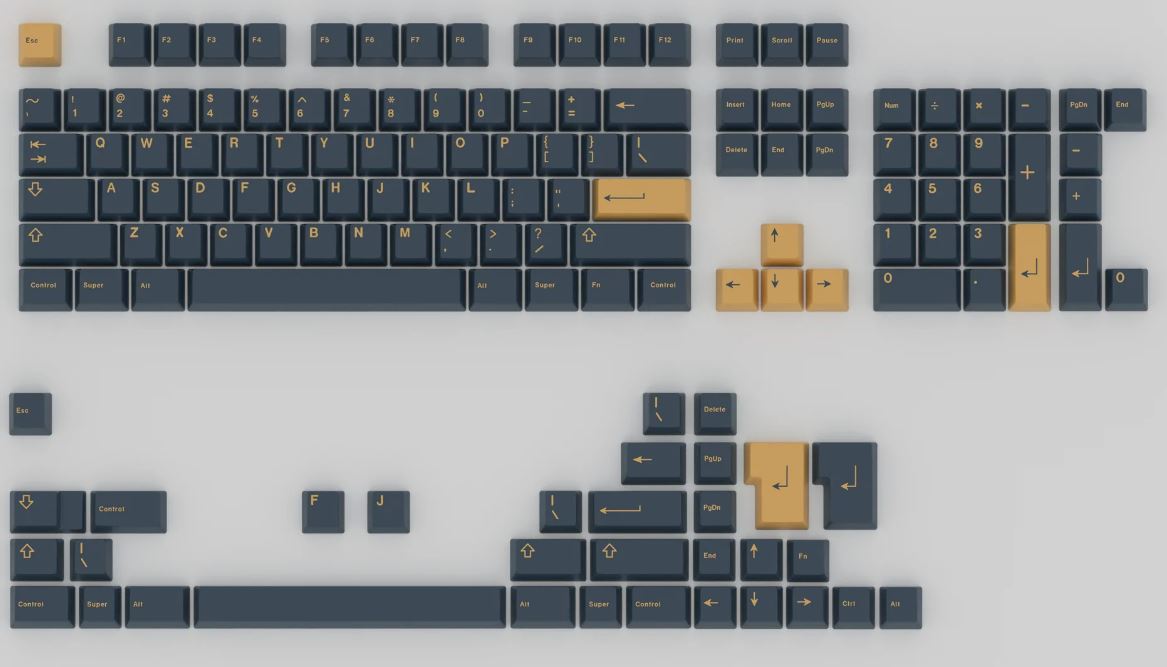 Esc F1 F2 F3 F4 F5 F6 F7 F8 F9 F10 F11 F12 Print Scroll Pause
~ ! @ # $ % ^ & * ( ) _ + Insert Home PgUp Num ÷ × - PgDn End
` 1 2 3 4 5 6 7 8 9 0 - = ←
⇤ Q W E R T Y U I O P { } | Delete End PgDn 7 8 9 + -
⇥ [ ] \
⇩ A S D F G H J K L : " ↵ 4 5 6 +
; '
⇧ Z X C V B N M < > ? ⇧ ↑ 1 2 3 ↵ ↵
, . /
Control Super Alt Alt Super Fn Control ← ↓ → 0 . 0
Esc | Delete
\
← PgUp ↵ ↵
⇩ Control F J | ↵ PgDn
\
⇧ | ⇧ ⇧ End ↑ Fn
\
Control Super Alt Alt Super Control ← ↓ → Ctrl Alt